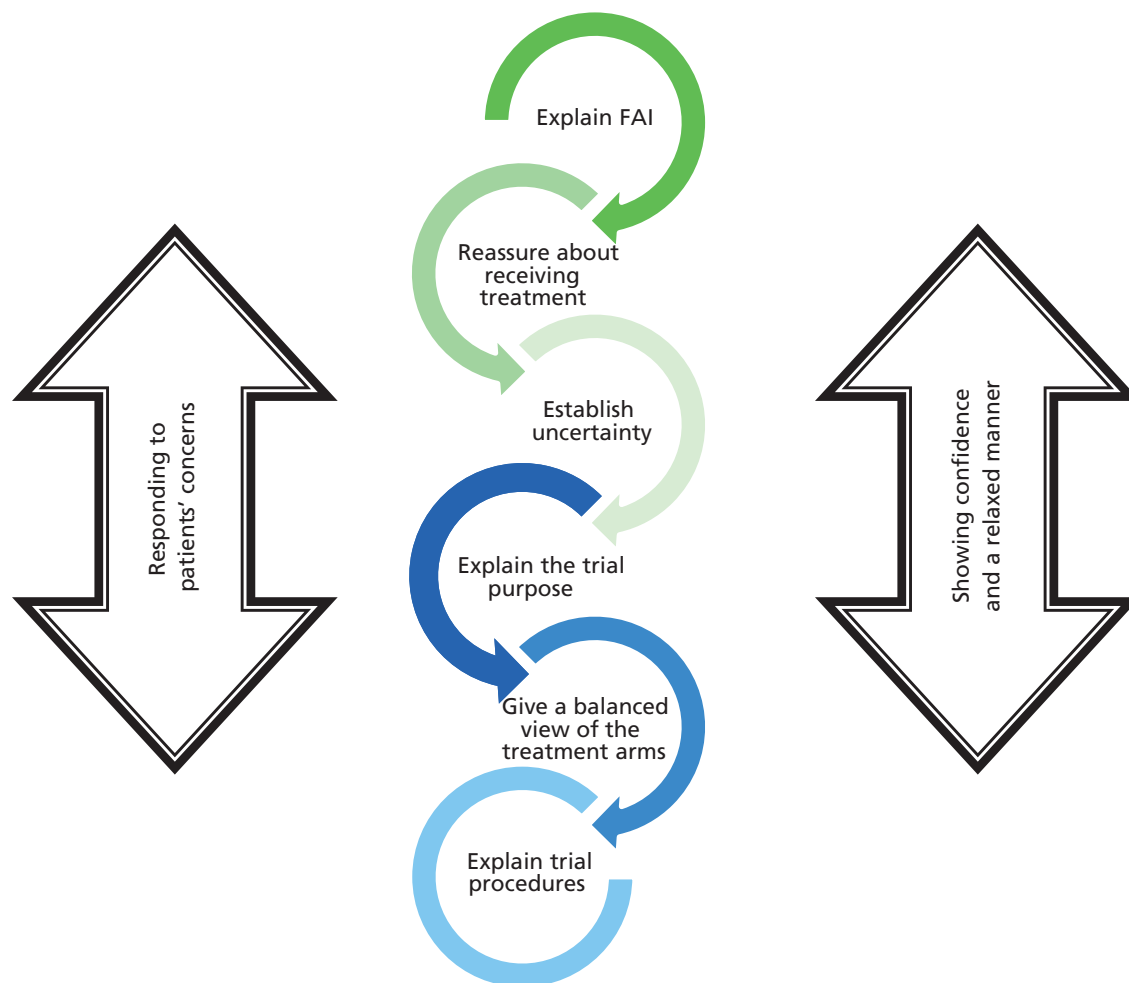 Explain FAI
Reassure about
receiving
treatment
Establish
uncertainty
Explain the trial
purpose
Give a balanced
view of the
treatment arms
Explain trial
procedures
Responding to
patients’ concerns
Showing confidence
and a relaxed manner